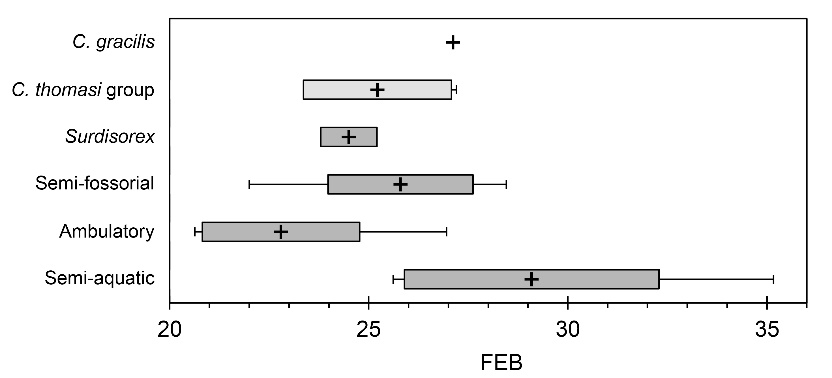 C. gracilis
C. thomasi group
Surdisorex
Semi-fossorial
Ambulatory
Semi-aquatic
20 25 30 35
FEB